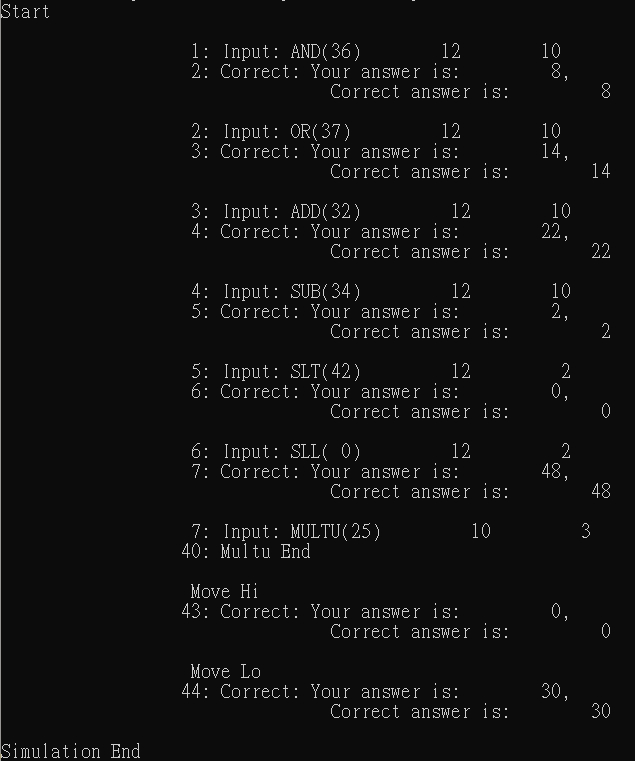 Start
1: Input: AND(36) 12 10
2: Correct: Your answer is: 8,
Correct answer is: 8
2: Input: OR(37) 12 10
3: Correct: Your answer is: 14,
Correct answer is: 14
3: Input: ADD(32) 12 10
4: Correct: Your answer is: 22,
Correct answer is: 22
4: Input: SUB(34) 12 10
5: Correct: Your answer is: 2,
Correct answer is: 2
5: Input: SLT(42) 12 2
6: Correct: Your answer is: 0,
Correct answer is: 0
6: Input: SLL( 0) 12 2
7: Correct: Your answer is: 48,
Correct answer is: 48
7: Input: MULTU(25) 10 3
40: Multu End
Move Hi
43: Correct: Your answer is: 0,
Correct answer is: 0
Move Lo
44: Correct: Your answer is: 30,
Correct answer is: 30
Simulation End